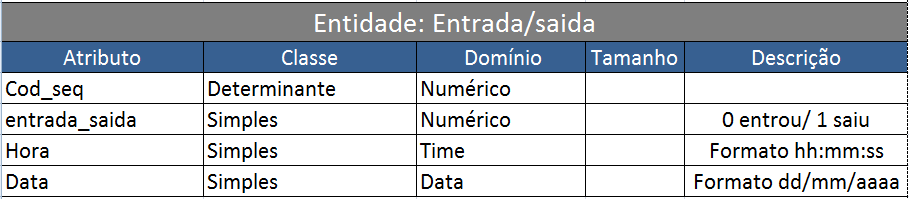 Entidade: Entrada/saida
Atributo Classe Domínio Tamanho Descrição
Cod_seq Determinante Numérico
entrada_saida Simples Numérico 0 entrou/ 1 saiu
Hora Simples Time Formato hh:mm:ss
Data Simples Data Formato dd/mm/aaaa